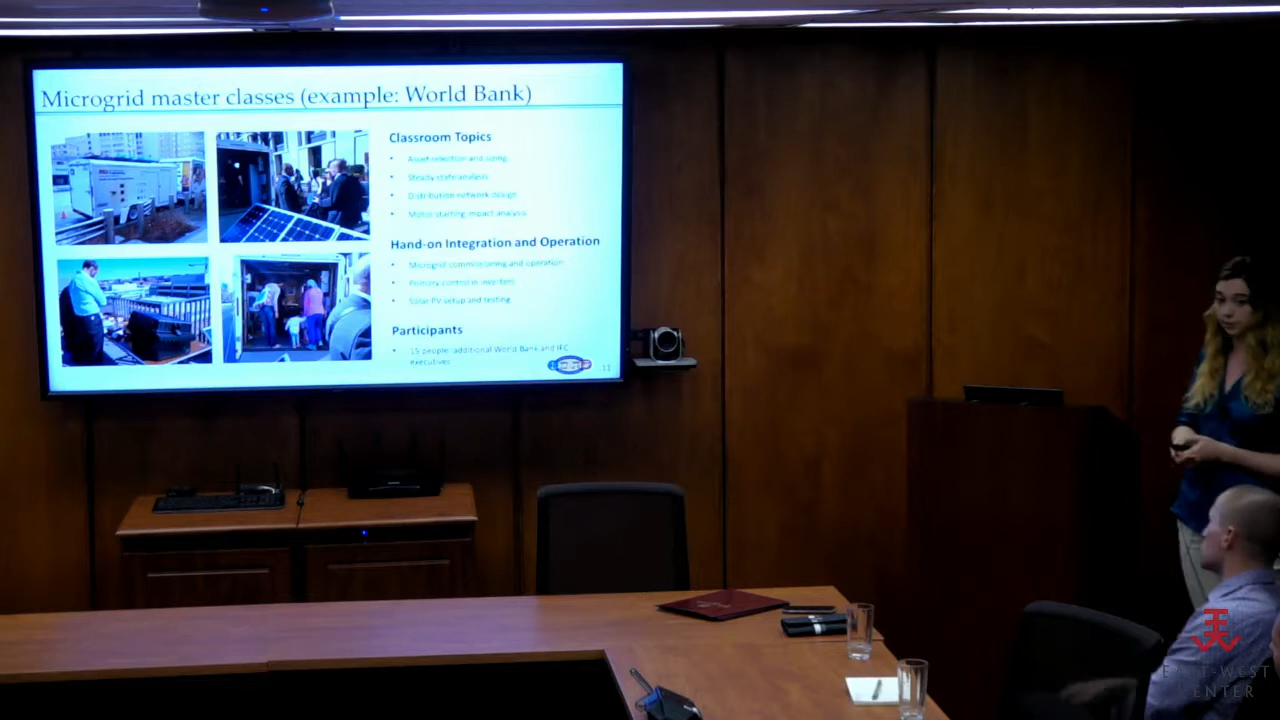 Microgrid master classes (example: World Bank)
Classroom Topics
• Asset selection and sizing
• Steady state analysis
• Distribution network design
• Motor starting impact analysis
Hand-on Integration and Operation
• Microgrid commissioning and operation
• Primary control in inverters
• Solar PV setup and testing
Participants
• 15 people, additional World Bank and IFC
executives
11
EAST-WEST
CENTER